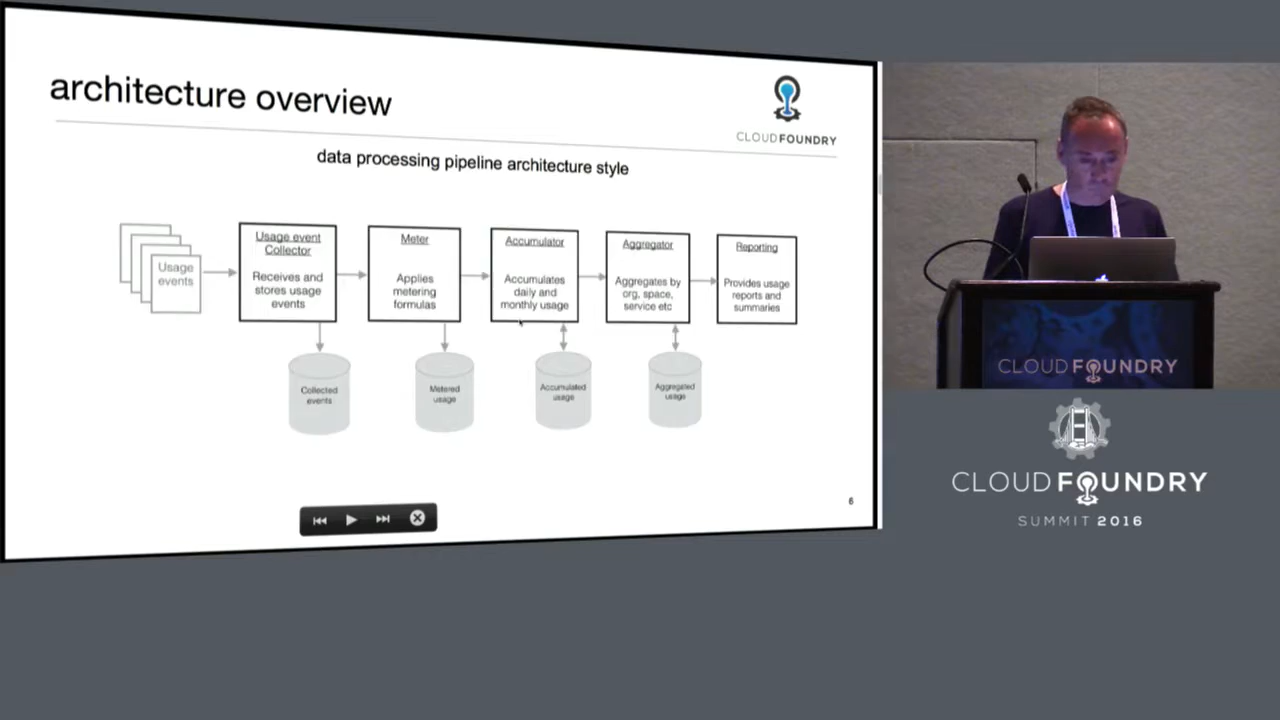 architecture overview
CLOUDFOUNDRY
data processing pipeline architecture style
Usage
events
Usage event
Collector
Receives and
stores usage
events
Meter
Applies
metering
formulas
Accumulator
Accumulates
daily and
monthly usage
Aggregator
Aggregates by
org, space,
service etc
Reporting
Provides usage
reports and
summaries
Collected
events
Metered
usage
Accumulated
usage
Aggregated
usage
6
CLOUD FOUNDRY
CLOUD FOUNDRY
SUMMIT 2016